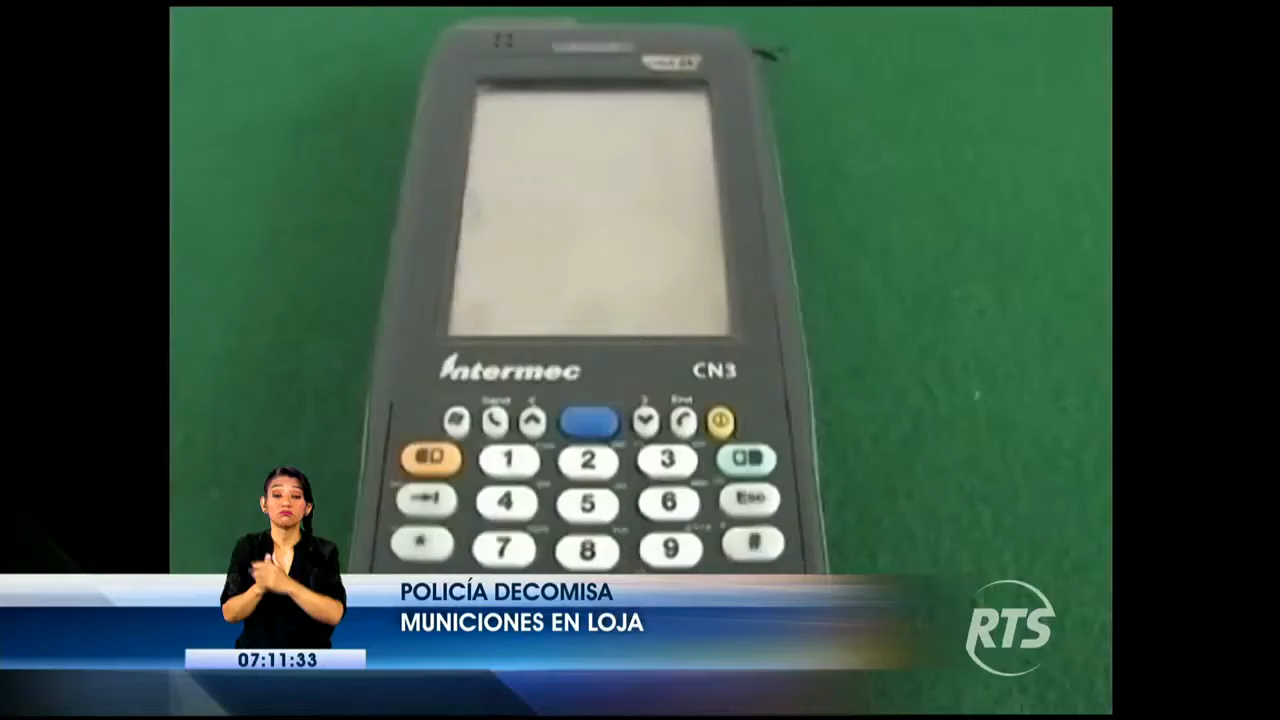 Intermec CN3
Send End
1 2 3
4 5 6 Esc
* 7 8 9 #
POLICÍA DECOMISA
MUNICIONES EN LOJA
RTS
07:11:33